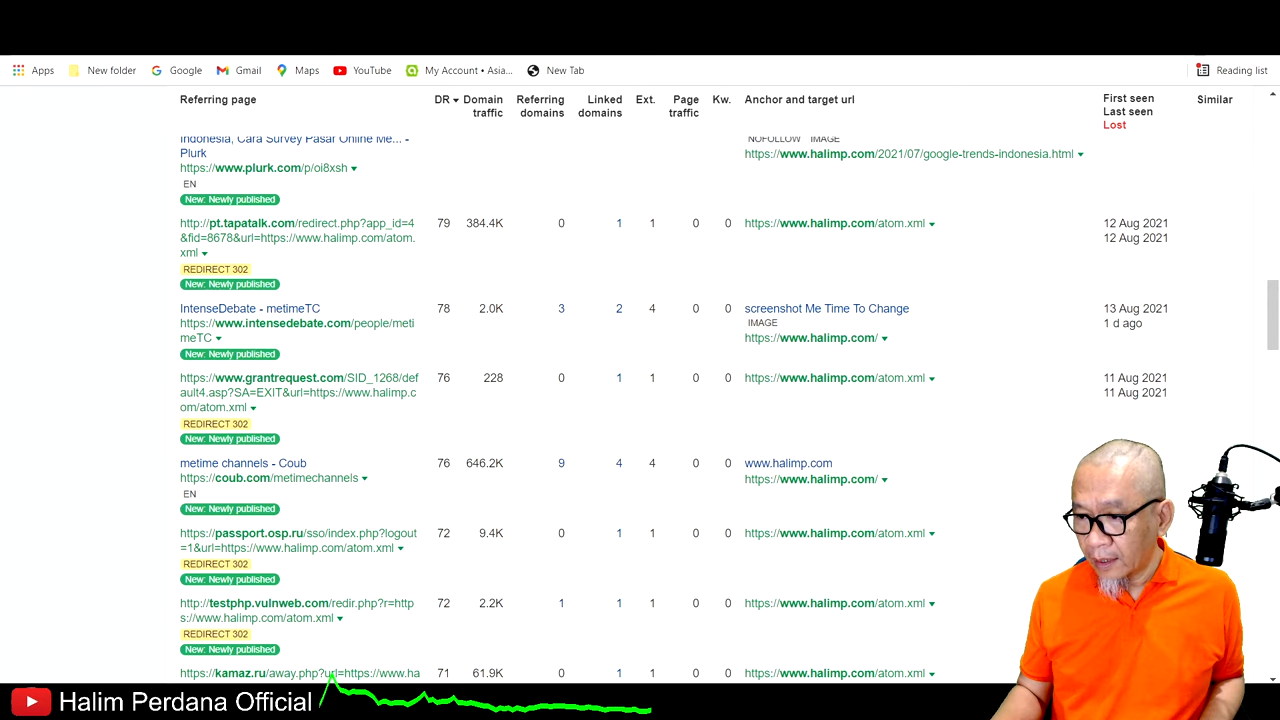 Apps New folder Google Gmail Maps YouTube My Account • Asia... New Tab Reading list
Referring page DR Domain traffic Referring domains Linked domains Ext. Page traffic Kw. Anchor and target url First seen Last seen Lost Similar
Indonesia, Cara Survey Pasar Online Me... -
Plurk
https://www.plurk.com/p/oi8xsh
EN
New: Newly published
NOFOLLOW IMAGE
https://www.halimp.com/2021/07/google-trends-indonesia.html
http://pt.tapatalk.com/redirect.php?app_id=4
&fid=8678&url=https://www.halimp.com/atom.
xml
REDIRECT 302
New: Newly published
79 384.4K 0 1 1 0 0
https://www.halimp.com/atom.xml
12 Aug 2021
12 Aug 2021
IntenseDebate - metimeTC
https://www.intensedebate.com/people/meti
meTC
New: Newly published
78 2.0K 3 2 4 0 0
screenshot Me Time To Change
IMAGE
https://www.halimp.com/
13 Aug 2021
1 d ago
https://www.grantrequest.com/SID_1268/def
ault4.asp?SA=EXIT&url=https://www.halimp.c
om/atom.xml
REDIRECT 302
New: Newly published
76 228 0 1 1 0 0
https://www.halimp.com/atom.xml
11 Aug 2021
11 Aug 2021
metime channels - Coub
https://coub.com/metimechannels
EN
New: Newly published
76 646.2K 9 4 4 0 0
www.halimp.com
https://www.halimp.com/
https://passport.osp.ru/sso/index.php?logout
=1&url=https://www.halimp.com/atom.xml
REDIRECT 302
New: Newly published
72 9.4K 0 1 1 0 0
https://www.halimp.com/atom.xml
http://testphp.vulnweb.com/redir.php?r=http
s://www.halimp.com/atom.xml
REDIRECT 302
New: Newly published
72 2.2K 1 1 1 0 0
https://www.halimp.com/atom.xml
https://kamaz.ru/away.php?url=https://www.ha
71 61.9K 0 1 1 0 0
https://www.halimp.com/atom.xml
Halim Perdana Official